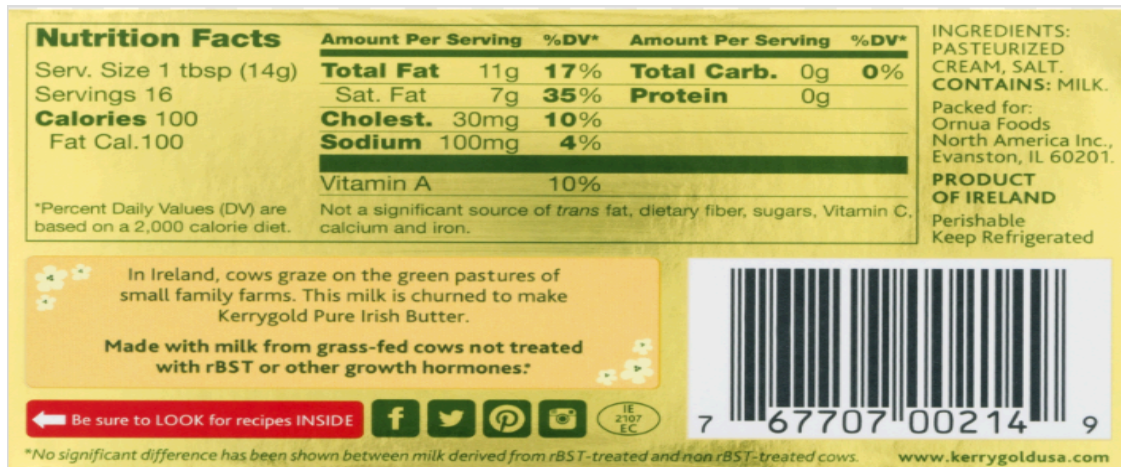 Nutrition Facts
Serv. Size 1 tbsp (14g)
Servings 16
Calories 100
Fat Cal.100
*Percent Daily Values (DV) are
based on a 2,000 calorie diet.
Amount Per Serving %DV* Amount Per Serving %DV*
Total Fat 11g 17% Total Carb. 0g 0%
Sat. Fat 7g 35% Protein 0g
Cholest. 30mg 10%
Sodium 100mg 4%
Vitamin A 10%
Not a significant source of trans fat, dietary fiber, sugars, Vitamin C,
calcium and iron.
INGREDIENTS:
PASTEURIZED
CREAM, SALT.
CONTAINS: MILK.
Packed for:
Ornua Foods
North America Inc.,
Evanston, IL 60201.
PRODUCT
OF IRELAND
Perishable
Keep Refrigerated
In Ireland, cows graze on the green pastures of
small family farms. This milk is churned to make
Kerrygold Pure Irish Butter.
Made with milk from grass-fed cows not treated
with rBST or other growth hormones.*
Be sure to LOOK for recipes INSIDE
f
IE
2107
EC
7 67707 00214 9
*No significant difference has been shown between milk derived from rBST-treated and non rBST-treated cows.
www.kerrygoldusa.com